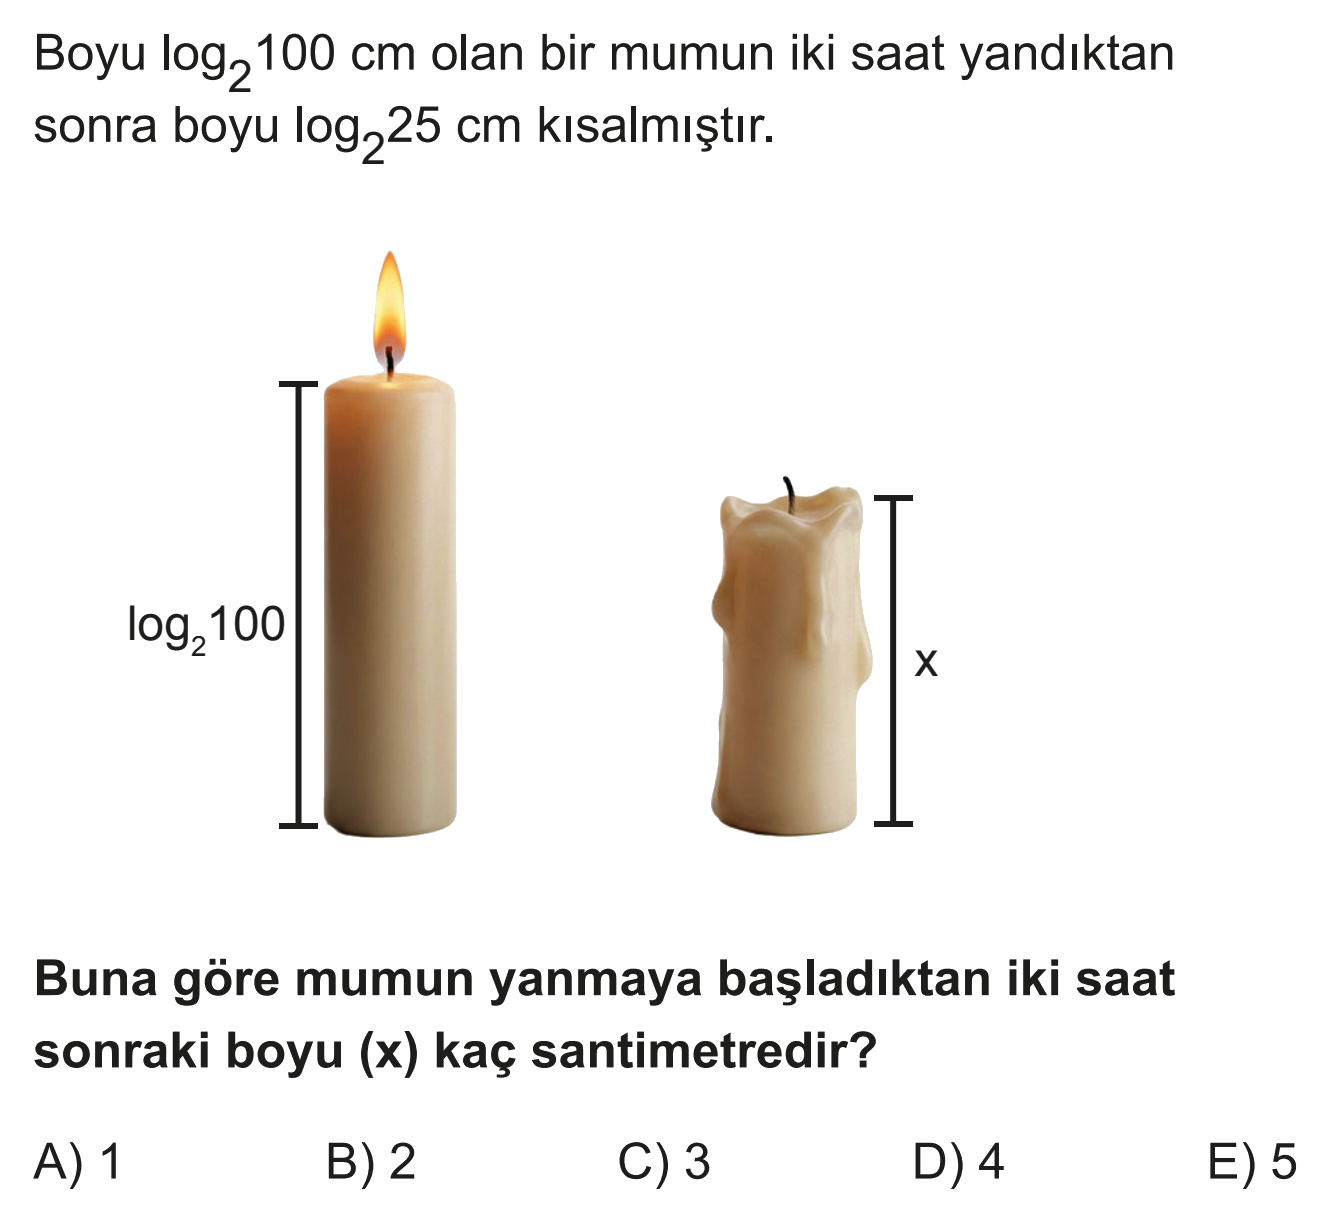 Boyu log₂100 cm olan bir mumun iki saat yandıktan
sonra boyu log₂25 cm kısalmıştır.
log₂100
x
Buna göre mumun yanmaya başladıktan iki saat
sonraki boyu (x) kaç santimetredir?
A) 1 B) 2 C) 3 D) 4 E) 5